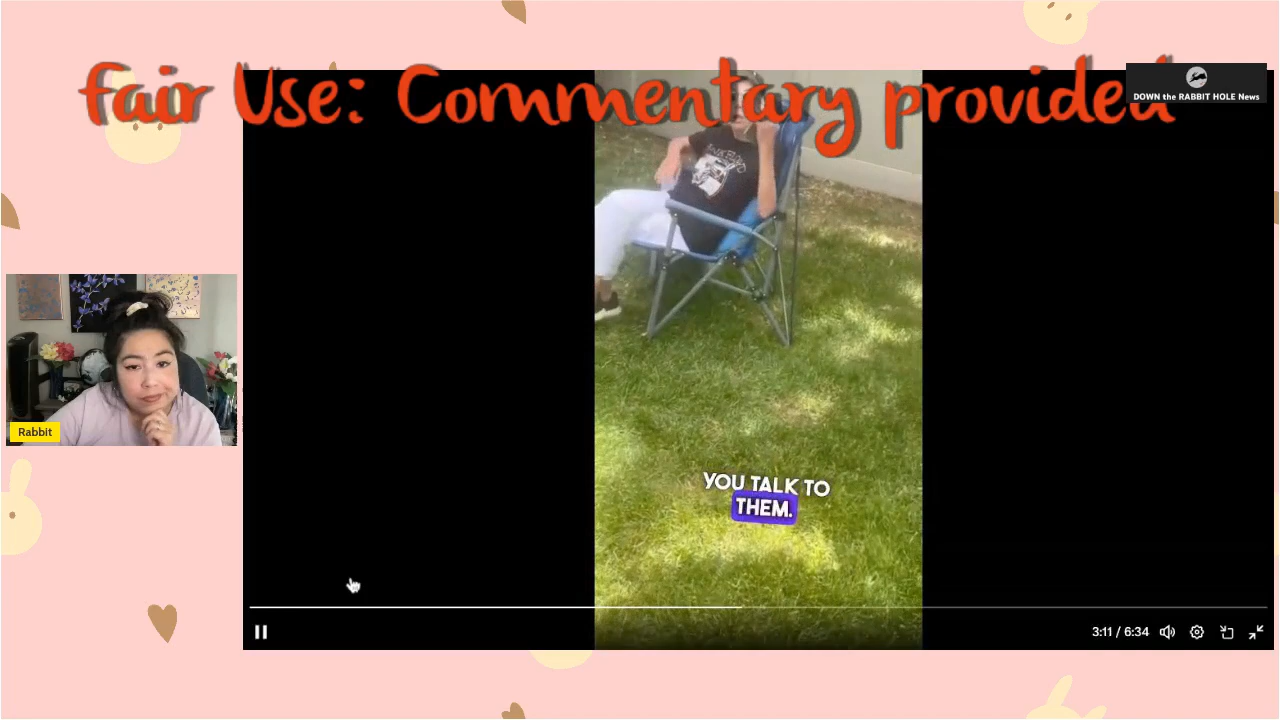 Fair Use: Commentary provided
DOWN the RABBIT HOLE News
Rabbit
YOU TALK TO
THEM.
3:11 / 6:34